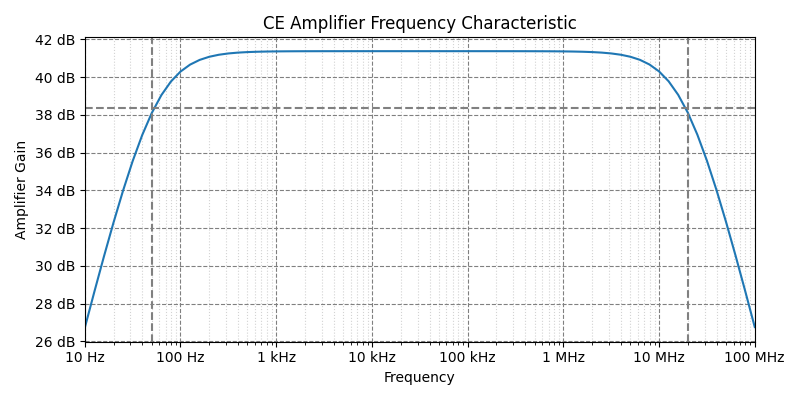 CE Amplifier Frequency Characteristic
42 dB
40 dB
38 dB
36 dB
34 dB
32 dB
30 dB
28 dB
26 dB
Amplifier Gain
10 Hz 100 Hz 1 kHz 10 kHz 100 kHz 1 MHz 10 MHz 100 MHz
Frequency